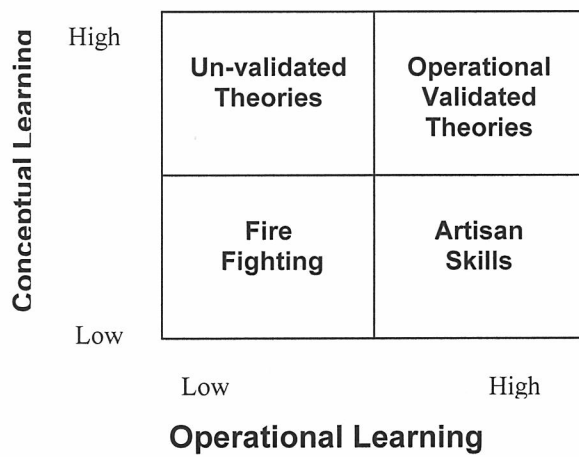 High
Un-validated
Theories
Operational
Validated
Theories
Conceptual Learning
Fire
Fighting
Artisan
Skills
Low
Low
High
Operational Learning